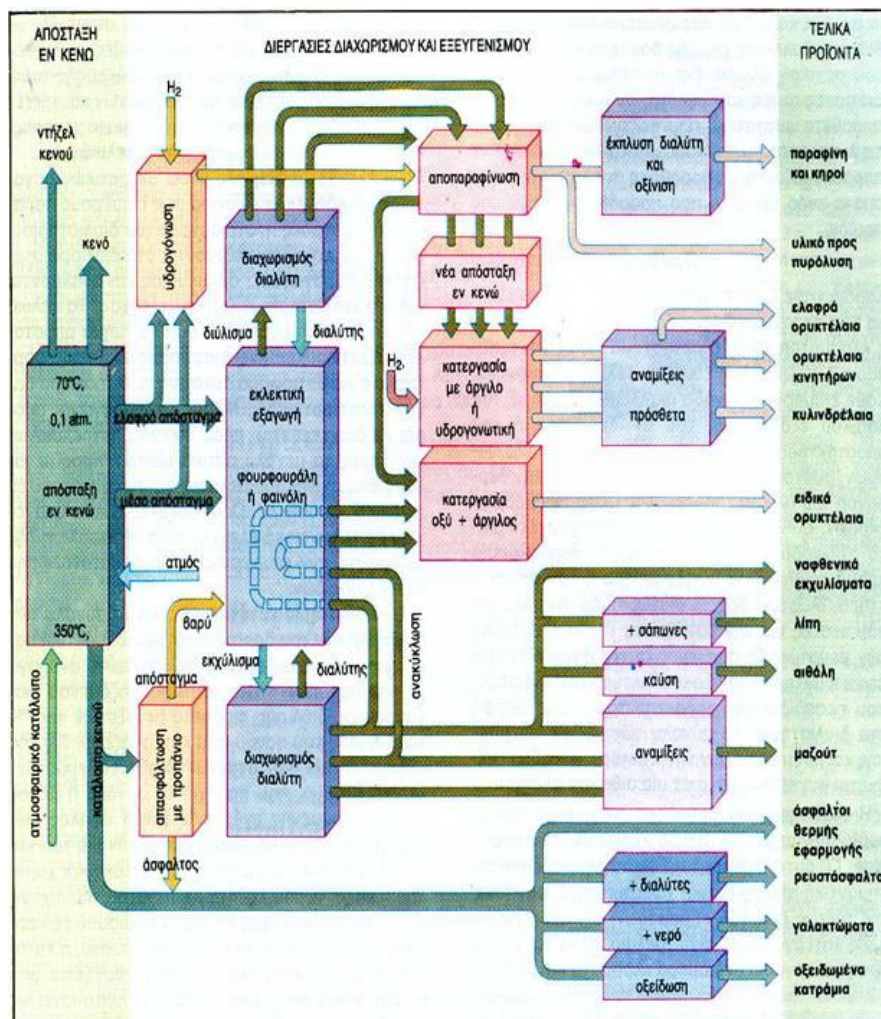 ΑΠΟΣΤΑΞΗ
ΕΝ ΚΕΝΩ
ΔΙΕΡΓΑΣΙΕΣ ΔΙΑΧΩΡΙΣΜΟΥ ΚΑΙ ΕΞΕΥΓΕΝΙΣΜΟΥ
ΤΕΛΙΚΑ
ΠΡΟΪΟΝΤΑ
ντήζελ
κενού
κενό
H2
υδρογόνωση
διαχωρισμός
διαλύτη
αποπαραφίνωση
έκπλυση διαλύτη
και
οξίνιση
παραφίνη
και κηροί
υλικό προς
πυρόλυση
νέα απόσταξη
εν κενώ
διύλισμα
διαλύτης
H2,
κατεργασία
με άργιλο
ή
υδρογονωτική
αναμίξεις
πρόσθετα
ελαφρά
ορυκτέλαια
ορυκτέλαια
κινητήρων
κυλινδρέλαια
70°C,
0,1 atm.
απόσταξη
εν κενώ
350°C,
ελαφρό απόσταγμα
μέσο απόσταγμα
ατμός
εκλεκτική
εξαγωγή
φουρφουράλη
ή φαινόλη
κατεργασία
οξύ + άργιλος
ειδικά
ορυκτέλαια
βαρύ
απόσταγμα
εκχύλισμα
διαλύτης
ανακύκλωση
ναφθενικά
εκχυλίσματα
+ σάπωνες
λίπη
καύση
αιθάλη
αναμίξεις
μαζούτ
ατμοσφαιρικό κατάλοιπο
κατάλοιπο κενού
απασφάλτωση
με προπάνιο
άσφαλτος
διαχωρισμός
διαλύτη
άσφαλτοι
θερμής
εφαρμογής
+ διαλύτες
ρευστάσφαλτα
+ νερό
γαλακτώματα
οξείδωση
οξειδωμένα
κατράμια